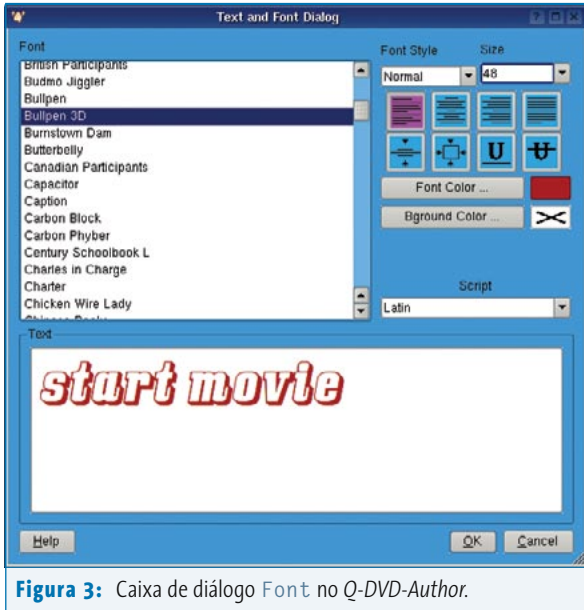 Text and Font Dialog
Font
British Participants
Budmo Jiggler
Bullpen
Bullpen 3D
Burnstown Dam
Butterbelly
Canadian Participants
Capacitor
Caption
Carbon Block
Carbon Phyber
Century Schoolbook L
Charles in Charge
Charter
Chicken Wire Lady
Font Style
Size
Normal
48
U
U
Font Color ...
Bground Color ...
Script
Latin
Text
start movie
Help
OK
Cancel
Figura 3: Caixa de diálogo Font no Q-DVD-Author.